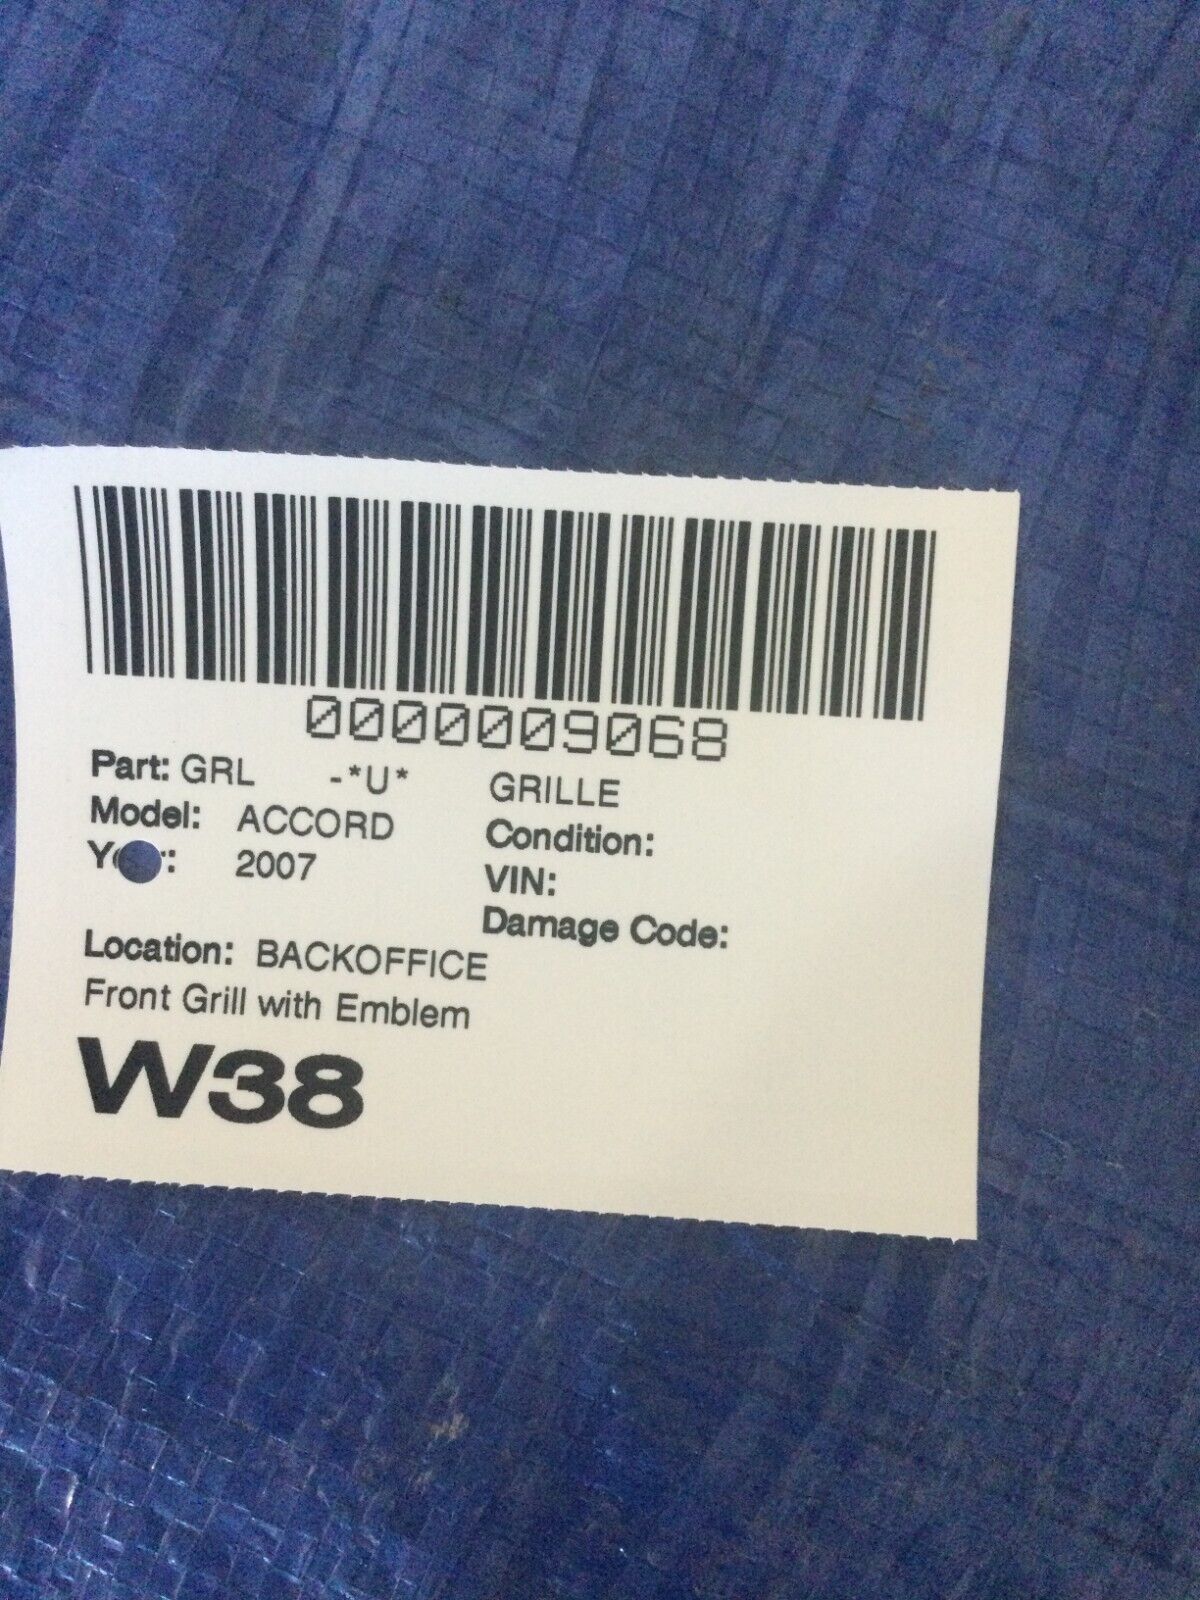 0000009068
Part: GRL -*U* GRILLE
Model: ACCORD Condition:
2007 VIN:
Damage Code:
Location: BACKOFFICE
Front Grill with Emblem
W38